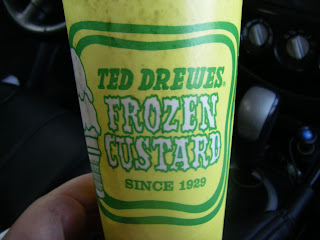 TED DREWES
FROZEN
CUSTARD
SINCE 1929